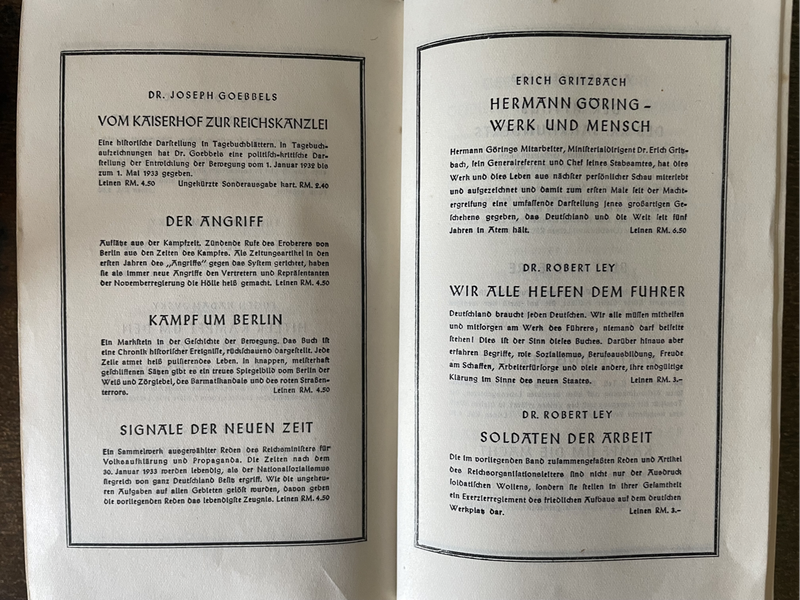 DR. JOSEPH GOEBBELS
VOM KAISERHOF ZUR REICHSKANZLEI
Eine historische Darstellung in Tagebuchblättern. In Tagebuch-
aufzeichnungen hat Dr. Goebbels eine politisch-kritische Dar-
stellung der Entwicklung der Bewegung vom 1. Januar 1932 bis
zum 1. Mai 1933 gegeben.
Leinen RM. 4.50 Ungekürzte Sonderausgabe kart. RM. 2.40
DER ANGRIFF
Aufsätze aus der Kampfzeit. Zündende Rufe des Eroberers von
Berlin aus den Zeiten des Kampfes. Als Zeitungsartikel in den
ersten Jahren des „Angriffs" gegen das System gerichtet, haben
sie als immer neue Angriffe den Vertretern und Repräsentanten
der Novemberregierung die Hölle heiß gemacht. Leinen RM. 4.50
KAMPF UM BERLIN
Ein Markstein in der Geschichte der Bewegung. Das Buch ist
eine Chronik historischer Ereignisse, rückschauend dargestellt. Jede
Zeile atmet heiß pulsierendes Leben. In knappen, meisterhaft
geschliffenen Sätzen gibt es ein treues Spiegelbild vom Berlin der
Weiß und Zörgiebel, des Barmatskandals und des roten Straßen-
terrors. Leinen RM. 4.50
SIGNALE DER NEUEN ZEIT
Ein Sammelwerk ausgewählter Reden des Reichsministers für
Volksaufklärung und Propaganda. Die Zeiten nach dem
30. Januar 1933 werden lebendig, als der Nationalsozialismus
siegreich von ganz Deutschland Besitz ergriff. Wie die ungeheu-
ren Aufgaben auf allen Gebieten gelöst wurden, davon geben
die vorliegenden Reden das lebendigste Zeugnis. Leinen RM. 4.50
ERICH GRITZBACH
HERMANN GÖRING –
WERK UND MENSCH
Hermann Görings Mitarbeiter, Ministerialdirigent Dr. Erich Gritz-
bach, sein Generalreferent und Chef seines Stabsamtes, hat dies
Werk und dies Leben aus nächster persönlicher Schau miterlebt
und aufgezeichnet und damit zum ersten Male seit der Macht-
ergreifung eine umfassende Darstellung jenes großartigen Ge-
schehens gegeben, das Deutschland und die Welt seit fünf
Jahren in Atem hält. Leinen RM. 6.50
DR. ROBERT LEY
WIR ALLE HELFEN DEM FÜHRER
Deutschland braucht jeden Deutschen. Wir alle müssen mithelfen
und mitsorgen am Werk des Führers; niemand darf beiseite
stehen! Dies ist der Sinn dieses Buches. Darüber hinaus aber
erfahren Begriffe, wie Sozialismus, Berufsausbildung, Freude
am Schaffen, Arbeiterfürsorge und viele andere, ihre endgültige
Klärung im Sinne des neuen Staates. Leinen RM. 3.–
DR. ROBERT LEY
SOLDATEN DER ARBEIT
Die im vorliegenden Band zusammengefaßten Reden und Artikel
des Reichsorganisationsleiters sind nicht nur der Ausdruck
soldatischen Wollens, sondern sie stellen in ihrer Gesamtheit
ein Exerzierreglement des friedlichen Aufbaus auf dem Deutschen
Werkplatz dar. Leinen RM. 3.–